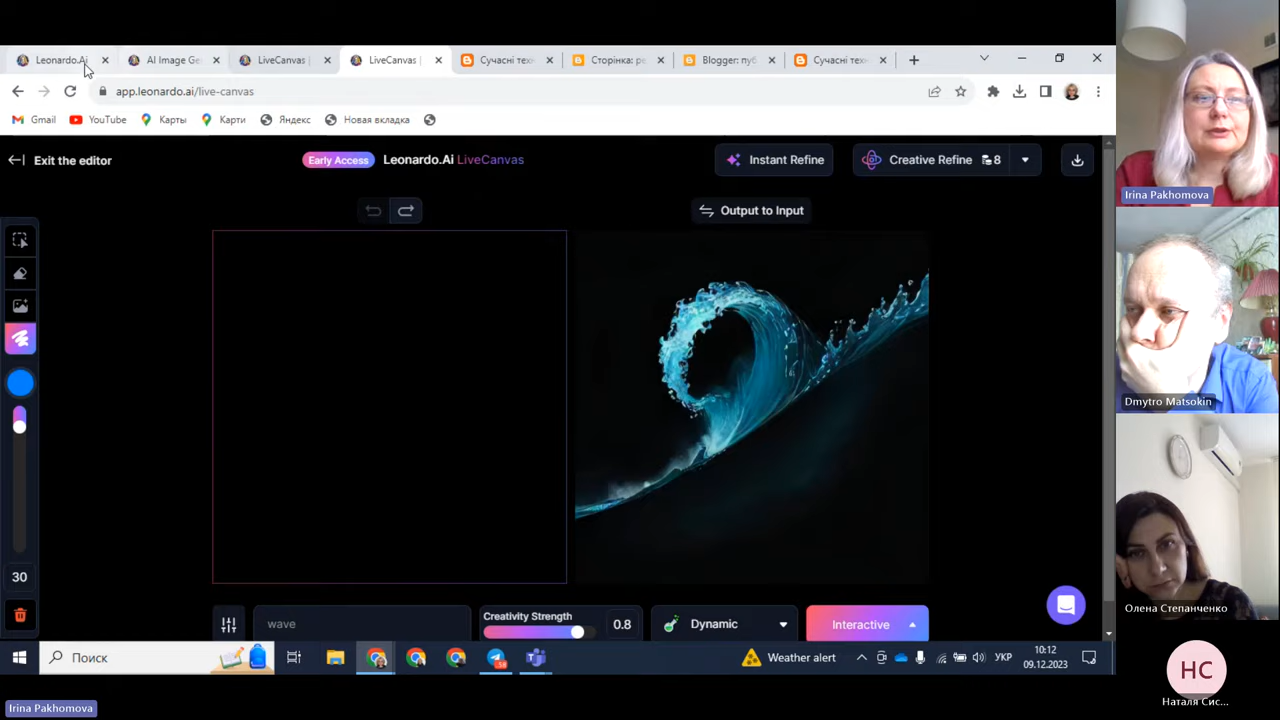 Leonardo.Ai
AI Image Ge
LiveCanvas |
LiveCanvas |
Сучасні тех
Сторінка: р
Blogger: пуб
Сучасні тех
app.leonardo.ai/live-canvas
Gmail
YouTube
Карты
Карти
Яндекс
Новая вкладка
Exit the editor
Early Access
Leonardo.Ai LiveCanvas
Instant Refine
Creative Refine 8
Output to Input
30
wave
Creativity Strength
0.8
Dynamic
Interactive
Поиск
Weather alert
УКР
10:12
09.12.2023
Irina Pakhomova
Irina Pakhomova
Dmytro Matsokin
Олена Степанченко
НС
Наталя Сис...